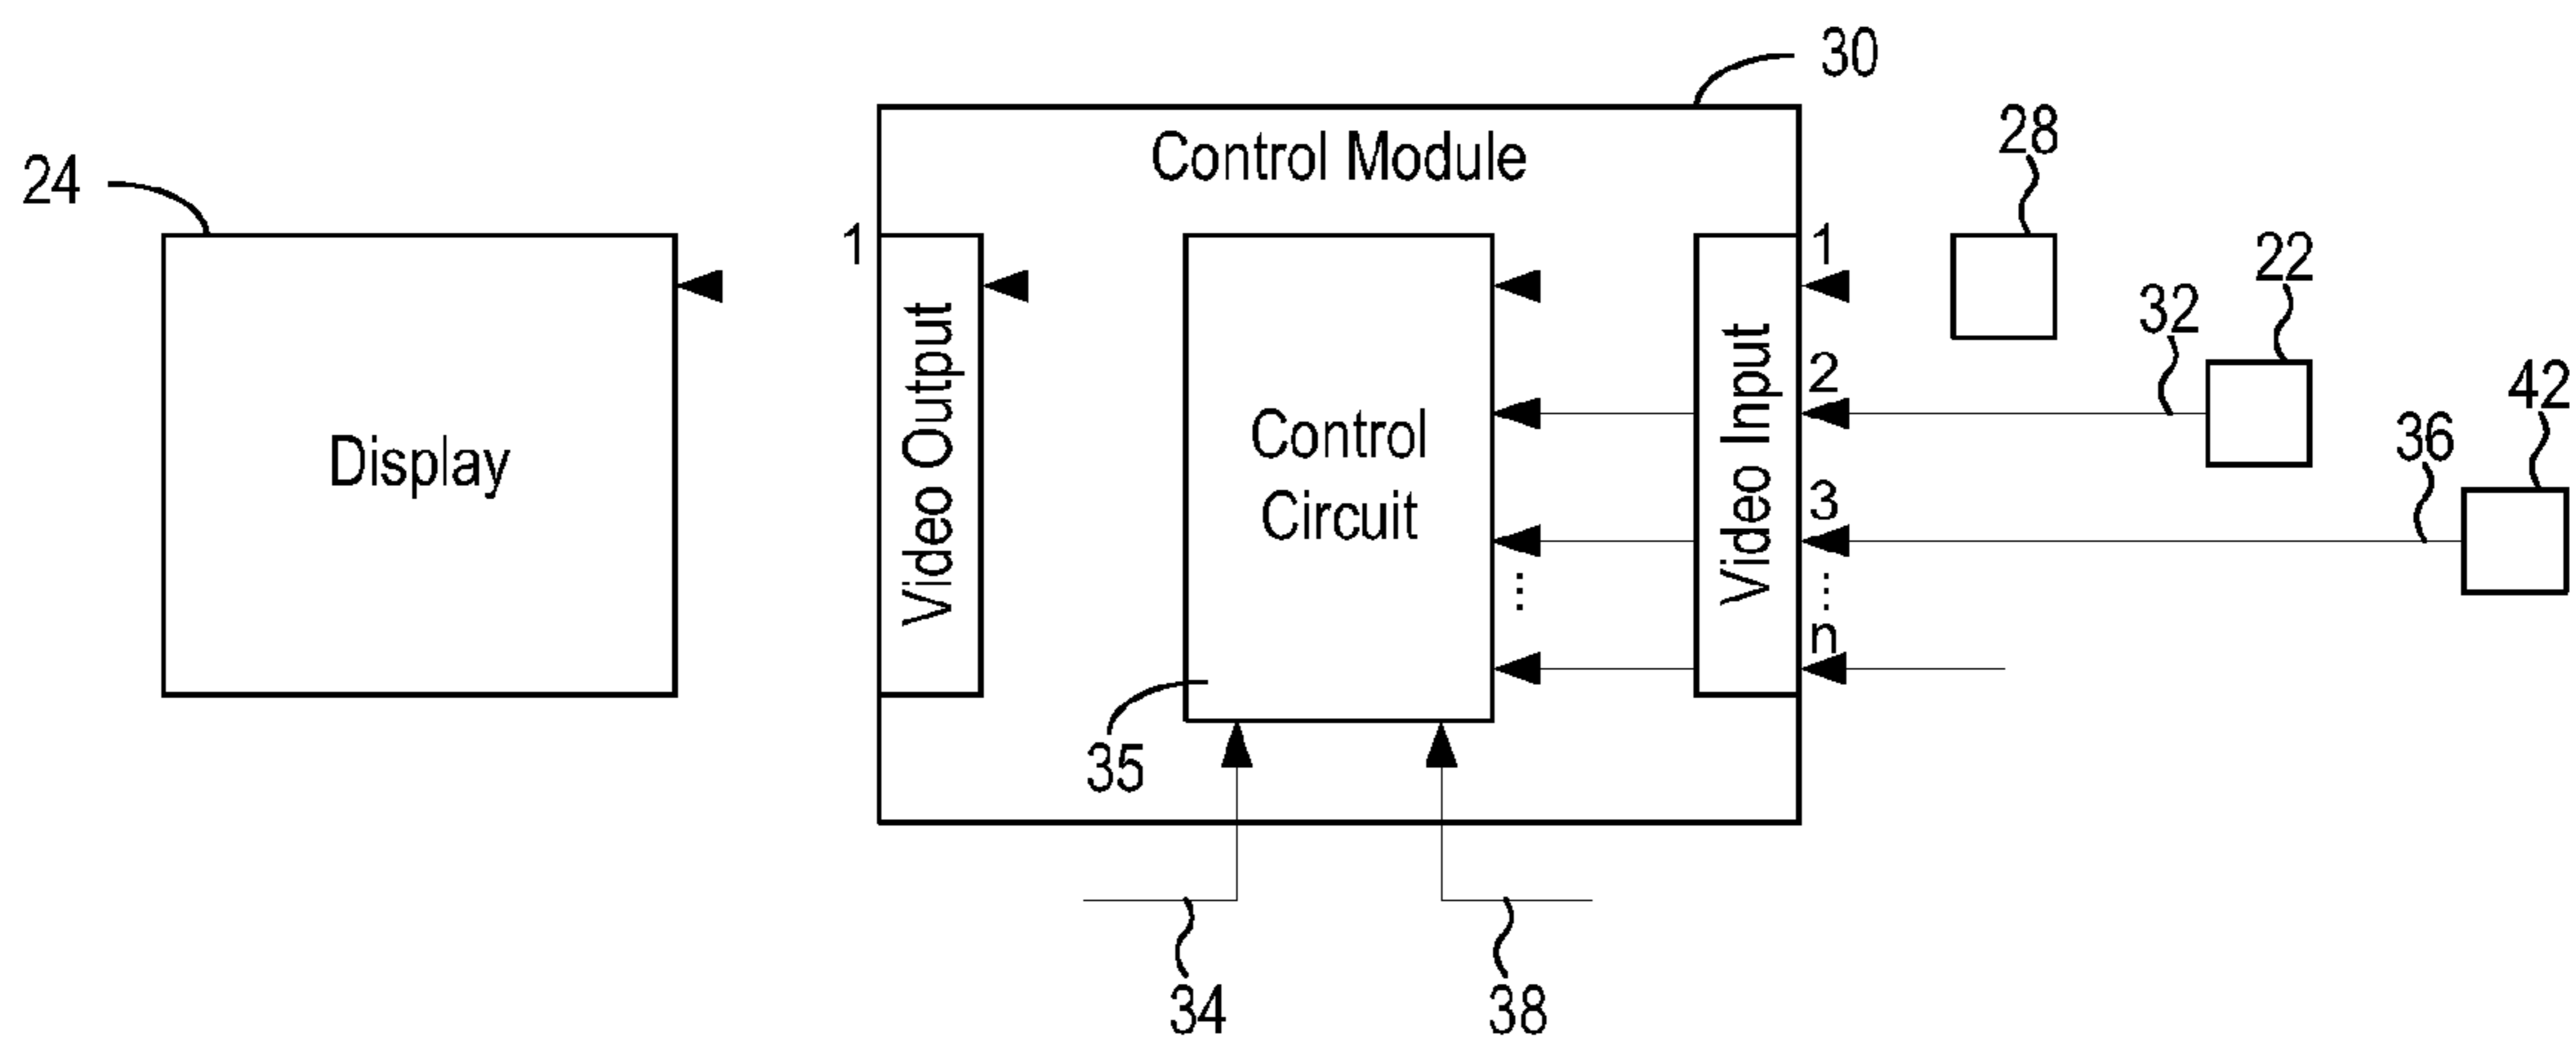 30
Control Module
28
24
1
1
22
32
Video Output
Video Input
2
42
Control
Circuit
36
Display
3
⋮
⋮
n
35
34
38